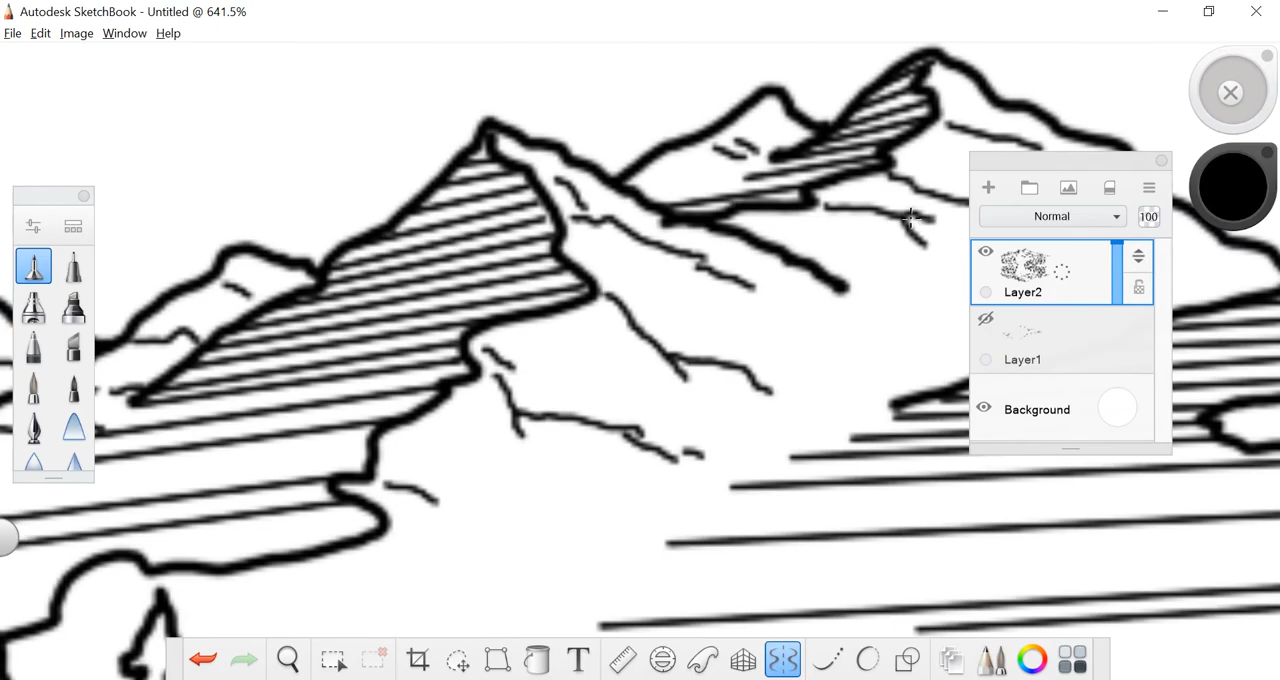 Autodesk SketchBook - Untitled @ 641.5%
File Edit Image Window Help
Normal 100
Layer2
Layer1
Background
T